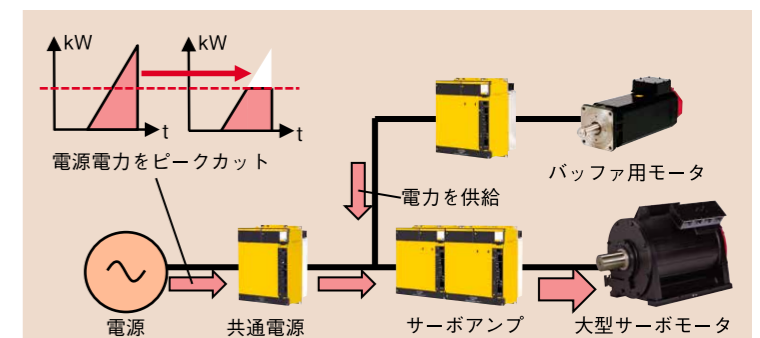 kW
kW
t
t
電源電力をピークカット
バッファ用モータ
電力を供給
電源
共通電源
サーボアンプ
大型サーボモータ